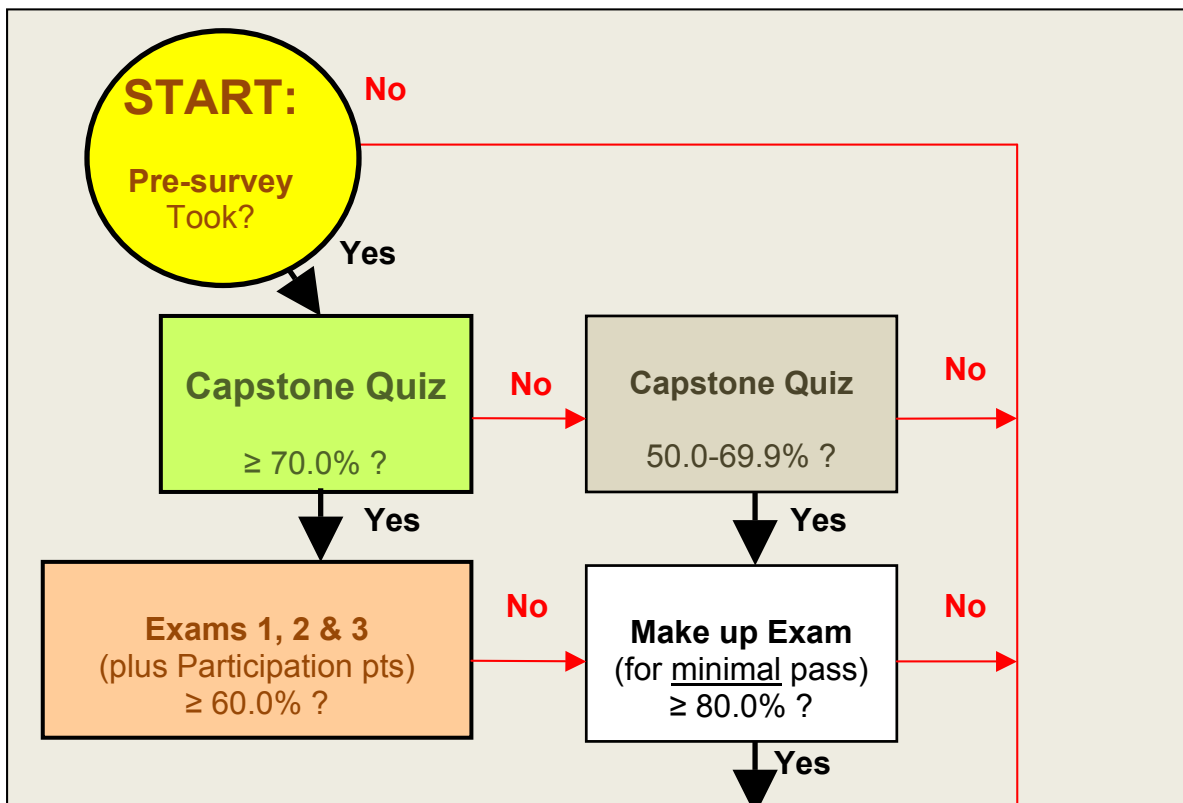 START:
No
Pre-survey
Took?
Yes
Capstone Quiz
≥ 70.0% ?
No
Capstone Quiz
50.0-69.9% ?
No
Yes
Yes
Exams 1, 2 & 3
(plus Participation pts)
≥ 60.0% ?
No
Make up Exam
(for minimal pass)
≥ 80.0% ?
No
Yes